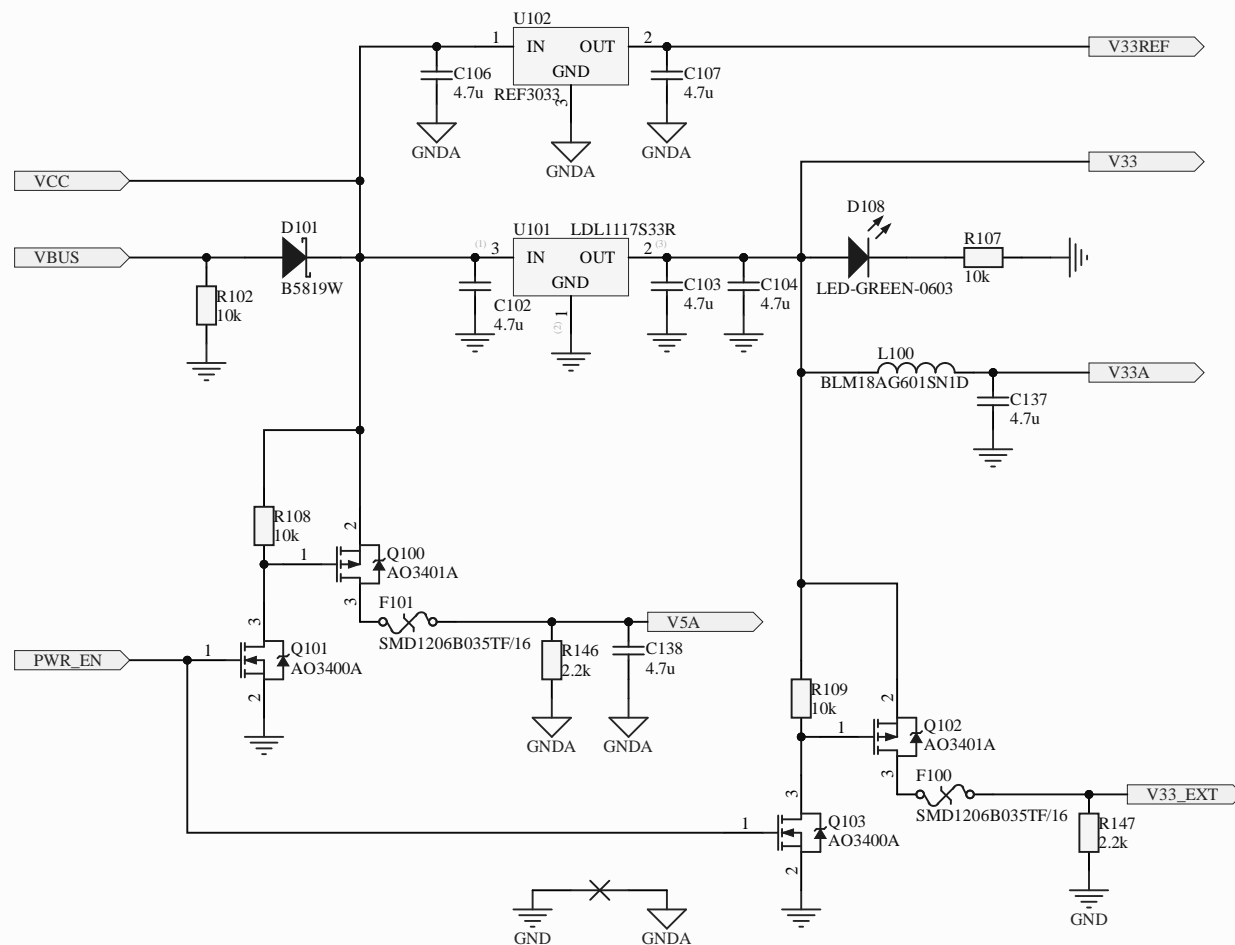 U102
1
IN
OUT
2
V33REF
GND
C106
4.7u
REF3033
3
C107
4.7u
GNDA
GNDA
GNDA
VCC
V33
D101
U101
LDL1117S33R
D108
VBUS
(1)
3
IN
OUT
2
(3)
R107
GND
B5819W
10k
LED-GREEN-0603
R102
10k
C102
4.7u
(2)
1
C103
4.7u
C104
4.7u
L100
BLM18AG601SN1D
V33A
C137
4.7u
R108
10k
2
1
Q100
AO3401A
3
F101
SMD1206B035TF/16
V5A
3
PWR_EN
1
Q101
AO3400A
2
R146
2.2k
C138
4.7u
GNDA
GNDA
R109
10k
2
1
Q102
AO3401A
3
F100
SMD1206B035TF/16
V33_EXT
3
1
Q103
AO3400A
2
R147
2.2k
GND
GND
GNDA